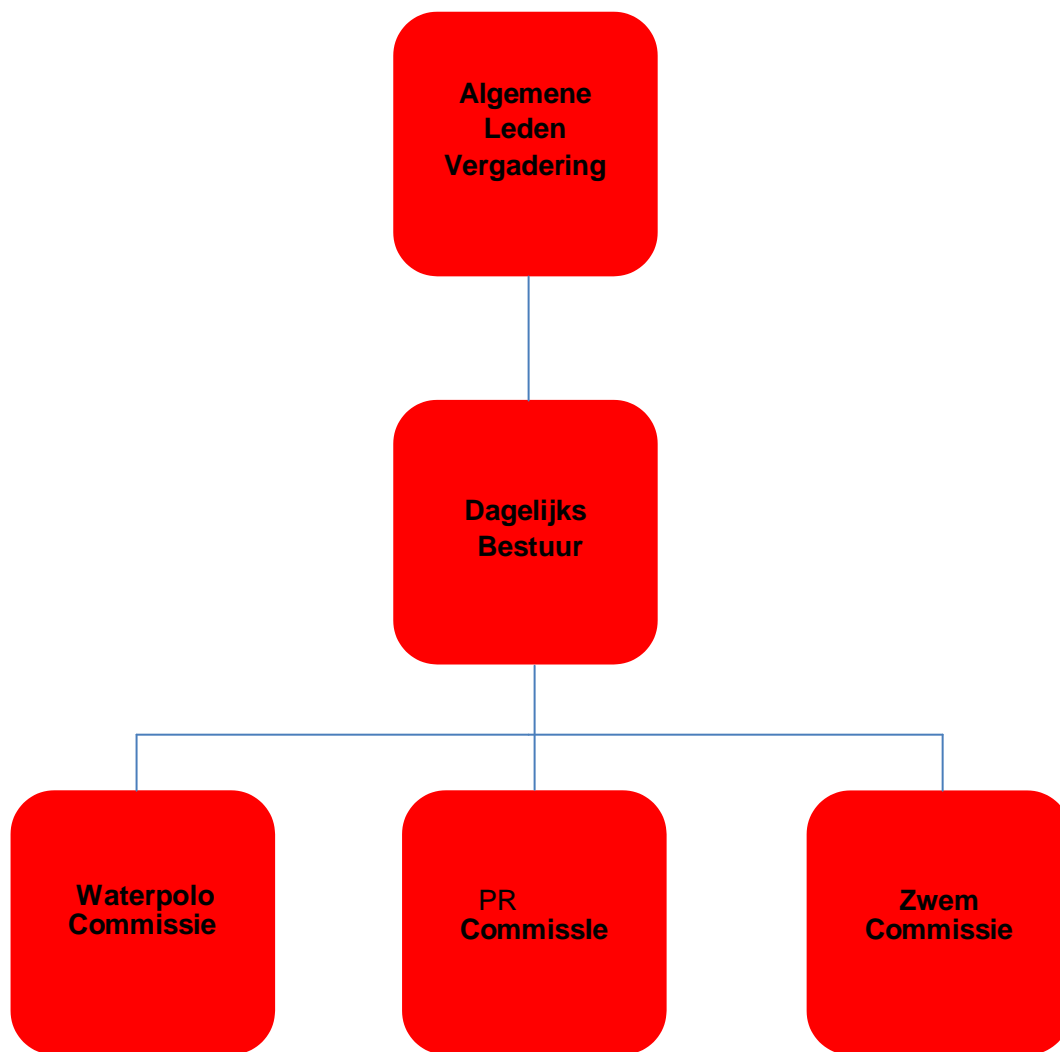 Algemene
Leden
Vergadering
Dagelijks
Bestuur
Waterpolo
Commissie
PR
Commissle
Zwem
Commissie